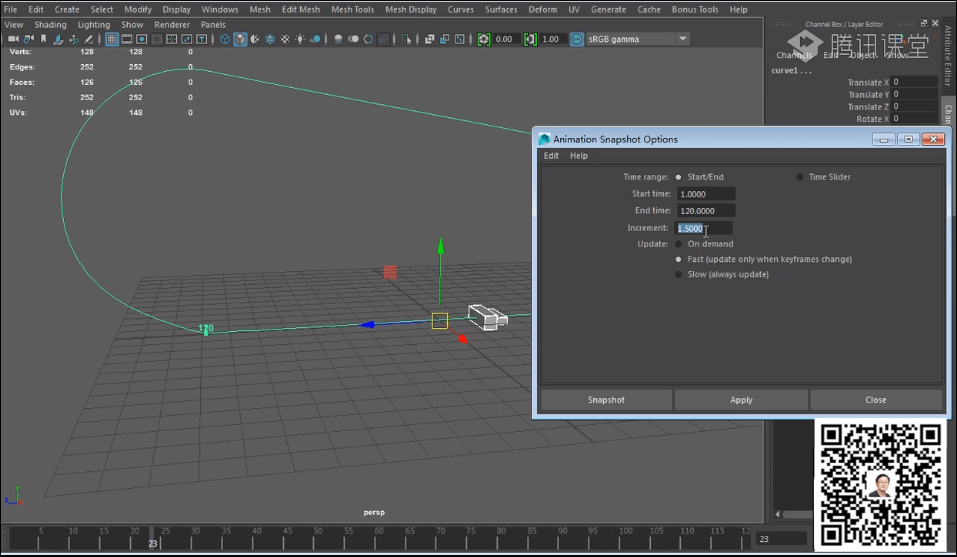 File Edit Create Select Modify Display Windows Mesh Edit Mesh Mesh Tools Mesh Display Curves Surfaces Deform UV Generate Cache Bonus Tools Help
View Shading Lighting Show Renderer Panels
Channel Box / Layer Editor
0.00 1.00 sRGB gamma
腾讯课堂
Verts: 128 128 0
Edges: 252 252 0
Faces: 126 126 0
Tris: 252 252 0
UVs: 148 148 0
Channels Edit Object Show
curve1...
Translate X 0
Translate Y 0
Translate Z 0
Rotate X 0
Attribute Editor
Animation Snapshot Options
Edit Help
Time range: Start/End Time Slider
Start time: 1.0000
End time: 120.0000
Increment: 1.5000
Update: On demand
Fast (update only when keyframes change)
Slow (always update)
Snapshot Apply Close
120
persp
5 10 15 20 25 30 35 40 45 50 55 60 65 70 75 80 85 90 95 100 105 110 115 12
23
23